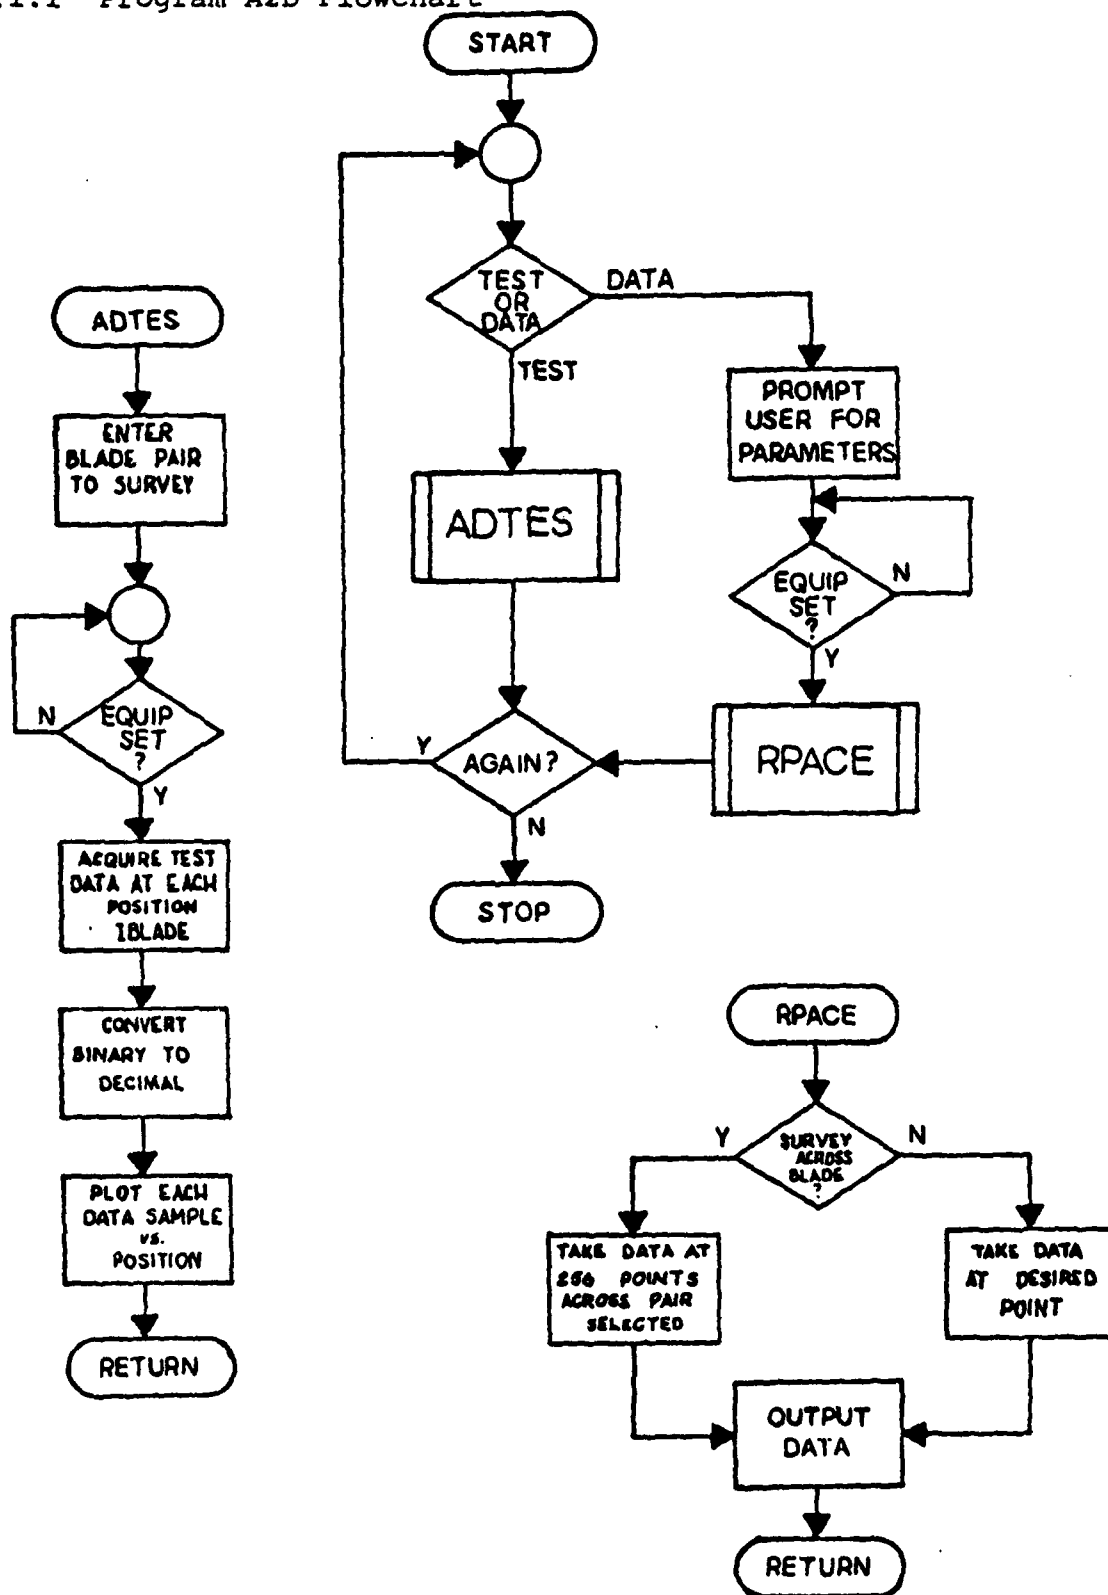 Program A2D Flowchart
START
TEST
OR
DATA
DATA
TEST
PROMPT
USER FOR
PARAMETERS
ADTES
EQUIP
SET
?
N
Y
RPACE
AGAIN?
Y
N
STOP
ADTES
ENTER
BLADE PAIR
TO SURVEY
EQUIP
SET
?
N
Y
ACQUIRE TEST
DATA AT EACH
POSITION
IBLADE
CONVERT
BINARY TO
DECIMAL
PLOT EACH
DATA SAMPLE
VS.
POSITION
RETURN
RPACE
SURVEY
ACROSS
BLADE
?
Y
N
TAKE DATA AT
256 POINTS
ACROSS PAIR
SELECTED
TAKE DATA
AT DESIRED
POINT
OUTPUT
DATA
RETURN